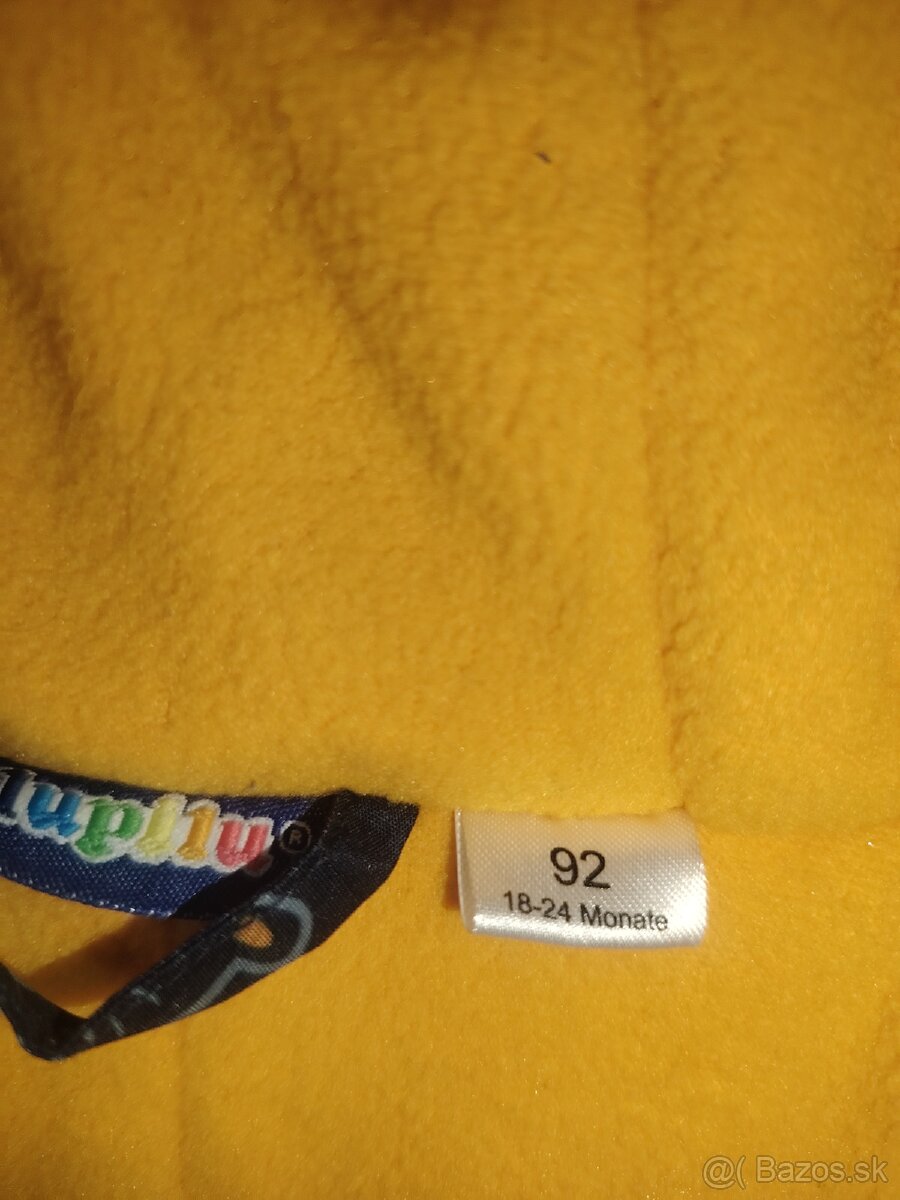 lupilu®
92
18-24 Monate
@( Bazos.sk